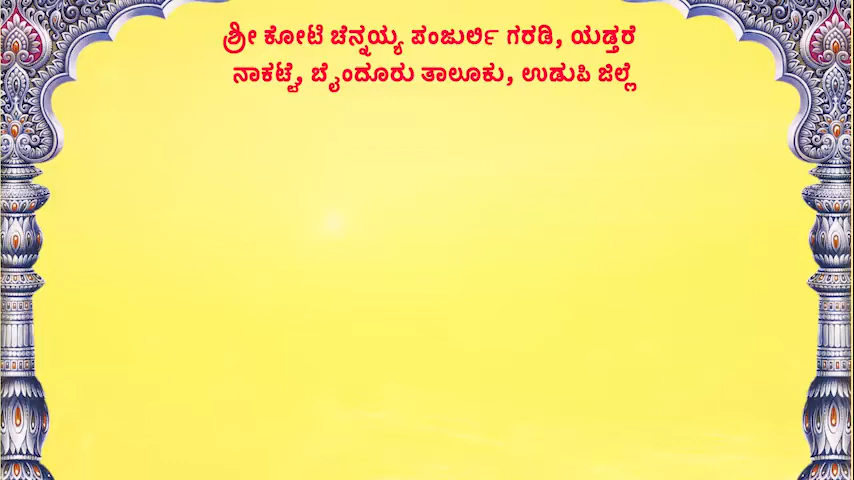 ಶ್ರೀ ಕೋಟಿ ಚೆನ್ನಯ್ಯ ಪಂಜುರ್ಲಿ ಗರಡಿ, ಯಡ್ತರೆ
ನಾಕಟ್ಟೆ, ಬೈಂದೂರು ತಾಲೂಕು, ಉಡುಪಿ ಜಿಲ್ಲೆ